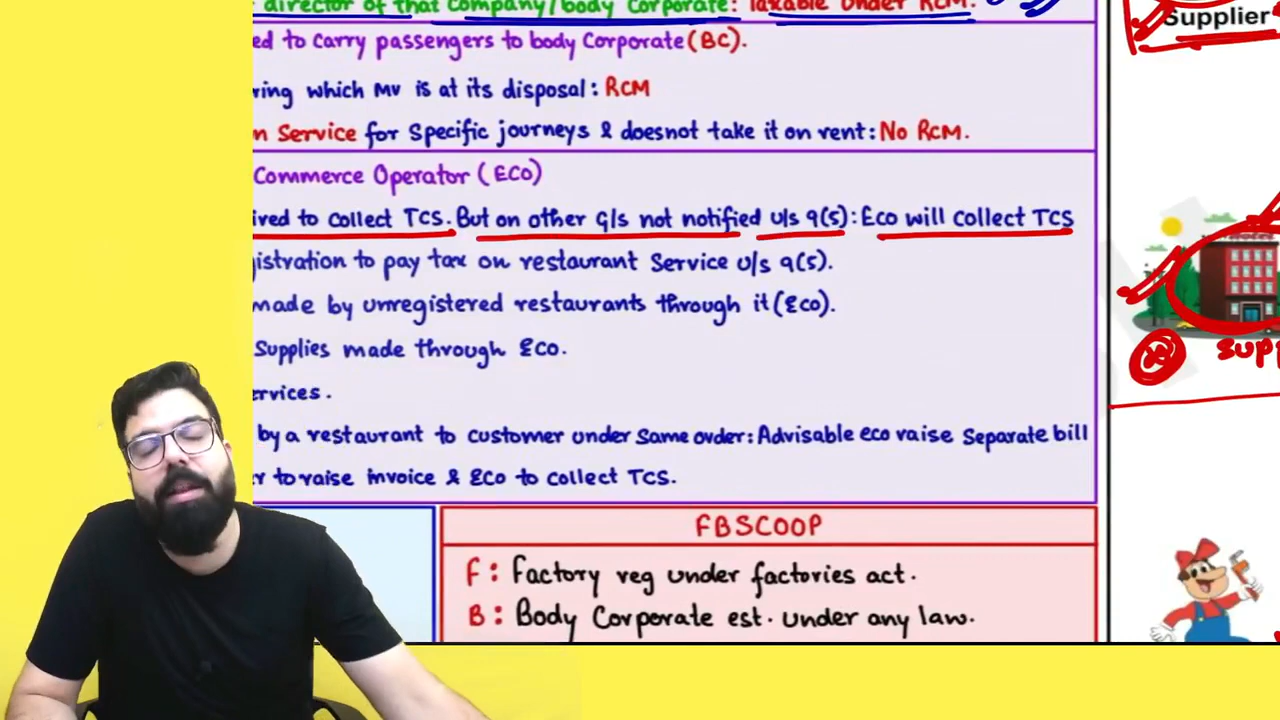 director of that company/body Corporate: Taxable under RCM.
Supplier
ed to carry passengers to body Corporate (BC).
ring which MV is at its disposal: RCM
n Service for Specific journeys & doesnot take it on rent: No RCM.
Commerce Operator (ECO)
ired to collect TCS. But on other G/s not notified u/s 9(5): Eco will collect TCS
istration to pay tax on restaurant Service u/s 9(5).
made by unregistered restaurants through it (Eco).
Supplies made through Eco.
ervices.
by a restaurant to customer under same order: Advisable eco raise Separate bill
r to raise invoice & Eco to collect TCS.
supp
FBSCOOP
F: Factory reg under factories act.
B: Body Corporate est. under any law.